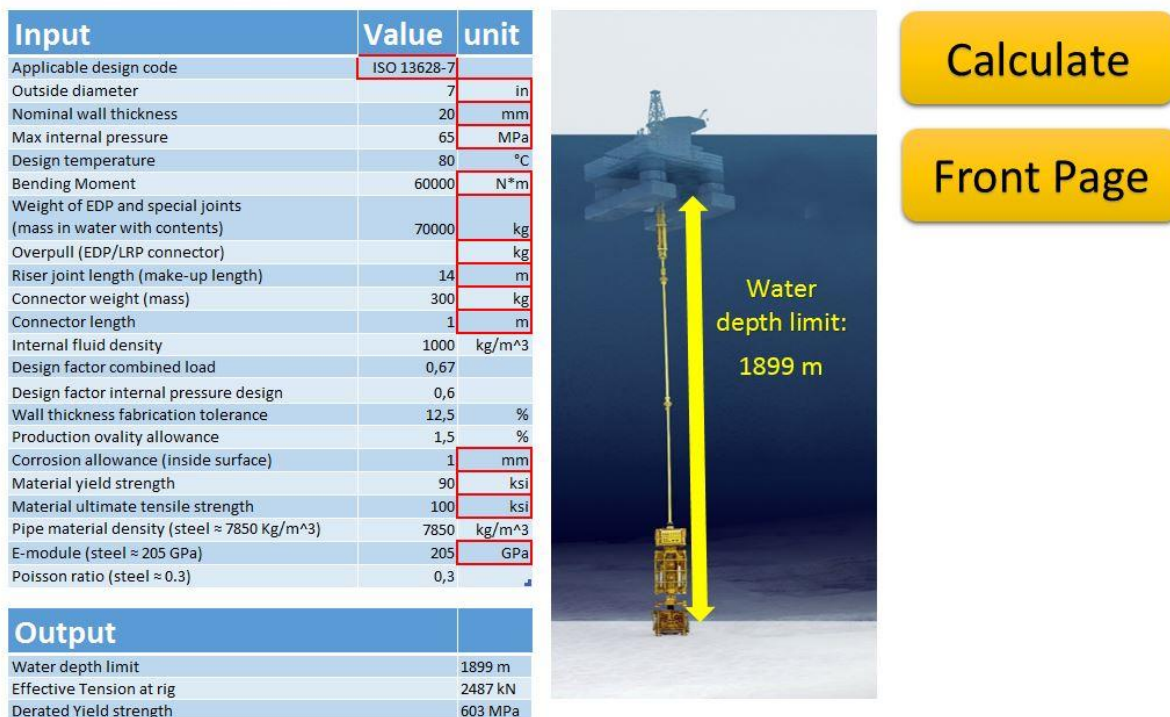 Input Value unit
Applicable design code ISO 13628-7
Outside diameter 7 in
Nominal wall thickness 20 mm
Max internal pressure 65 MPa
Design temperature 80 °C
Bending Moment 60000 N*m
Weight of EDP and special joints
(mass in water with contents) 70000 kg
Overpull (EDP/LRP connector) kg
Riser joint length (make-up length) 14 m
Connector weight (mass) 300 kg
Connector length 1 m
Internal fluid density 1000 kg/m^3
Design factor combined load 0,67
Design factor internal pressure design 0,6
Wall thickness fabrication tolerance 12,5 %
Production ovality allowance 1,5 %
Corrosion allowance (inside surface) 1 mm
Material yield strength 90 ksi
Material ultimate tensile strength 100 ksi
Pipe material density (steel ≈ 7850 Kg/m^3) 7850 kg/m^3
E-module (steel ≈ 205 GPa) 205 GPa
Poisson ratio (steel ≈ 0.3) 0,3
Output
Water depth limit 1899 m
Effective Tension at rig 2487 kN
Derated Yield strength 603 MPa
Water
depth limit:
1899 m
Calculate
Front Page